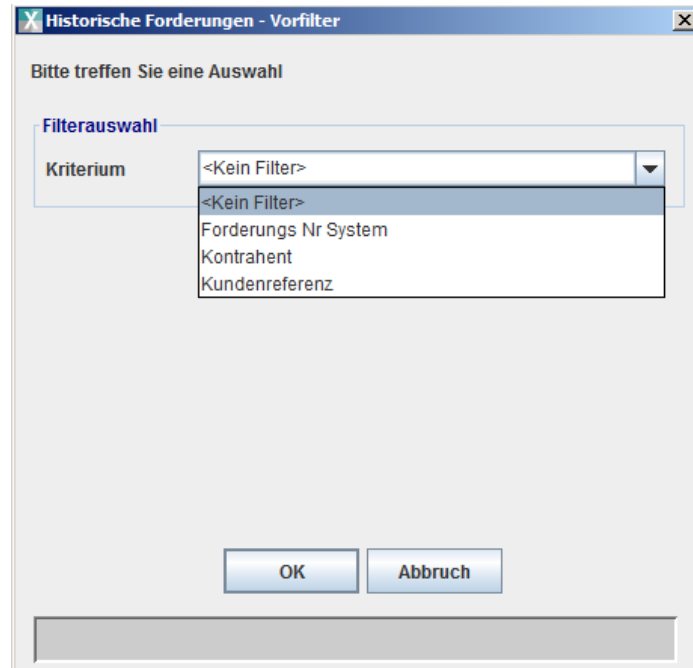 Historische Forderungen - Vorfilter
Bitte treffen Sie eine Auswahl
Filterauswahl
Kriterium <Kein Filter>
<Kein Filter>
Forderungs Nr System
Kontrahent
Kundenreferenz
OK Abbruch